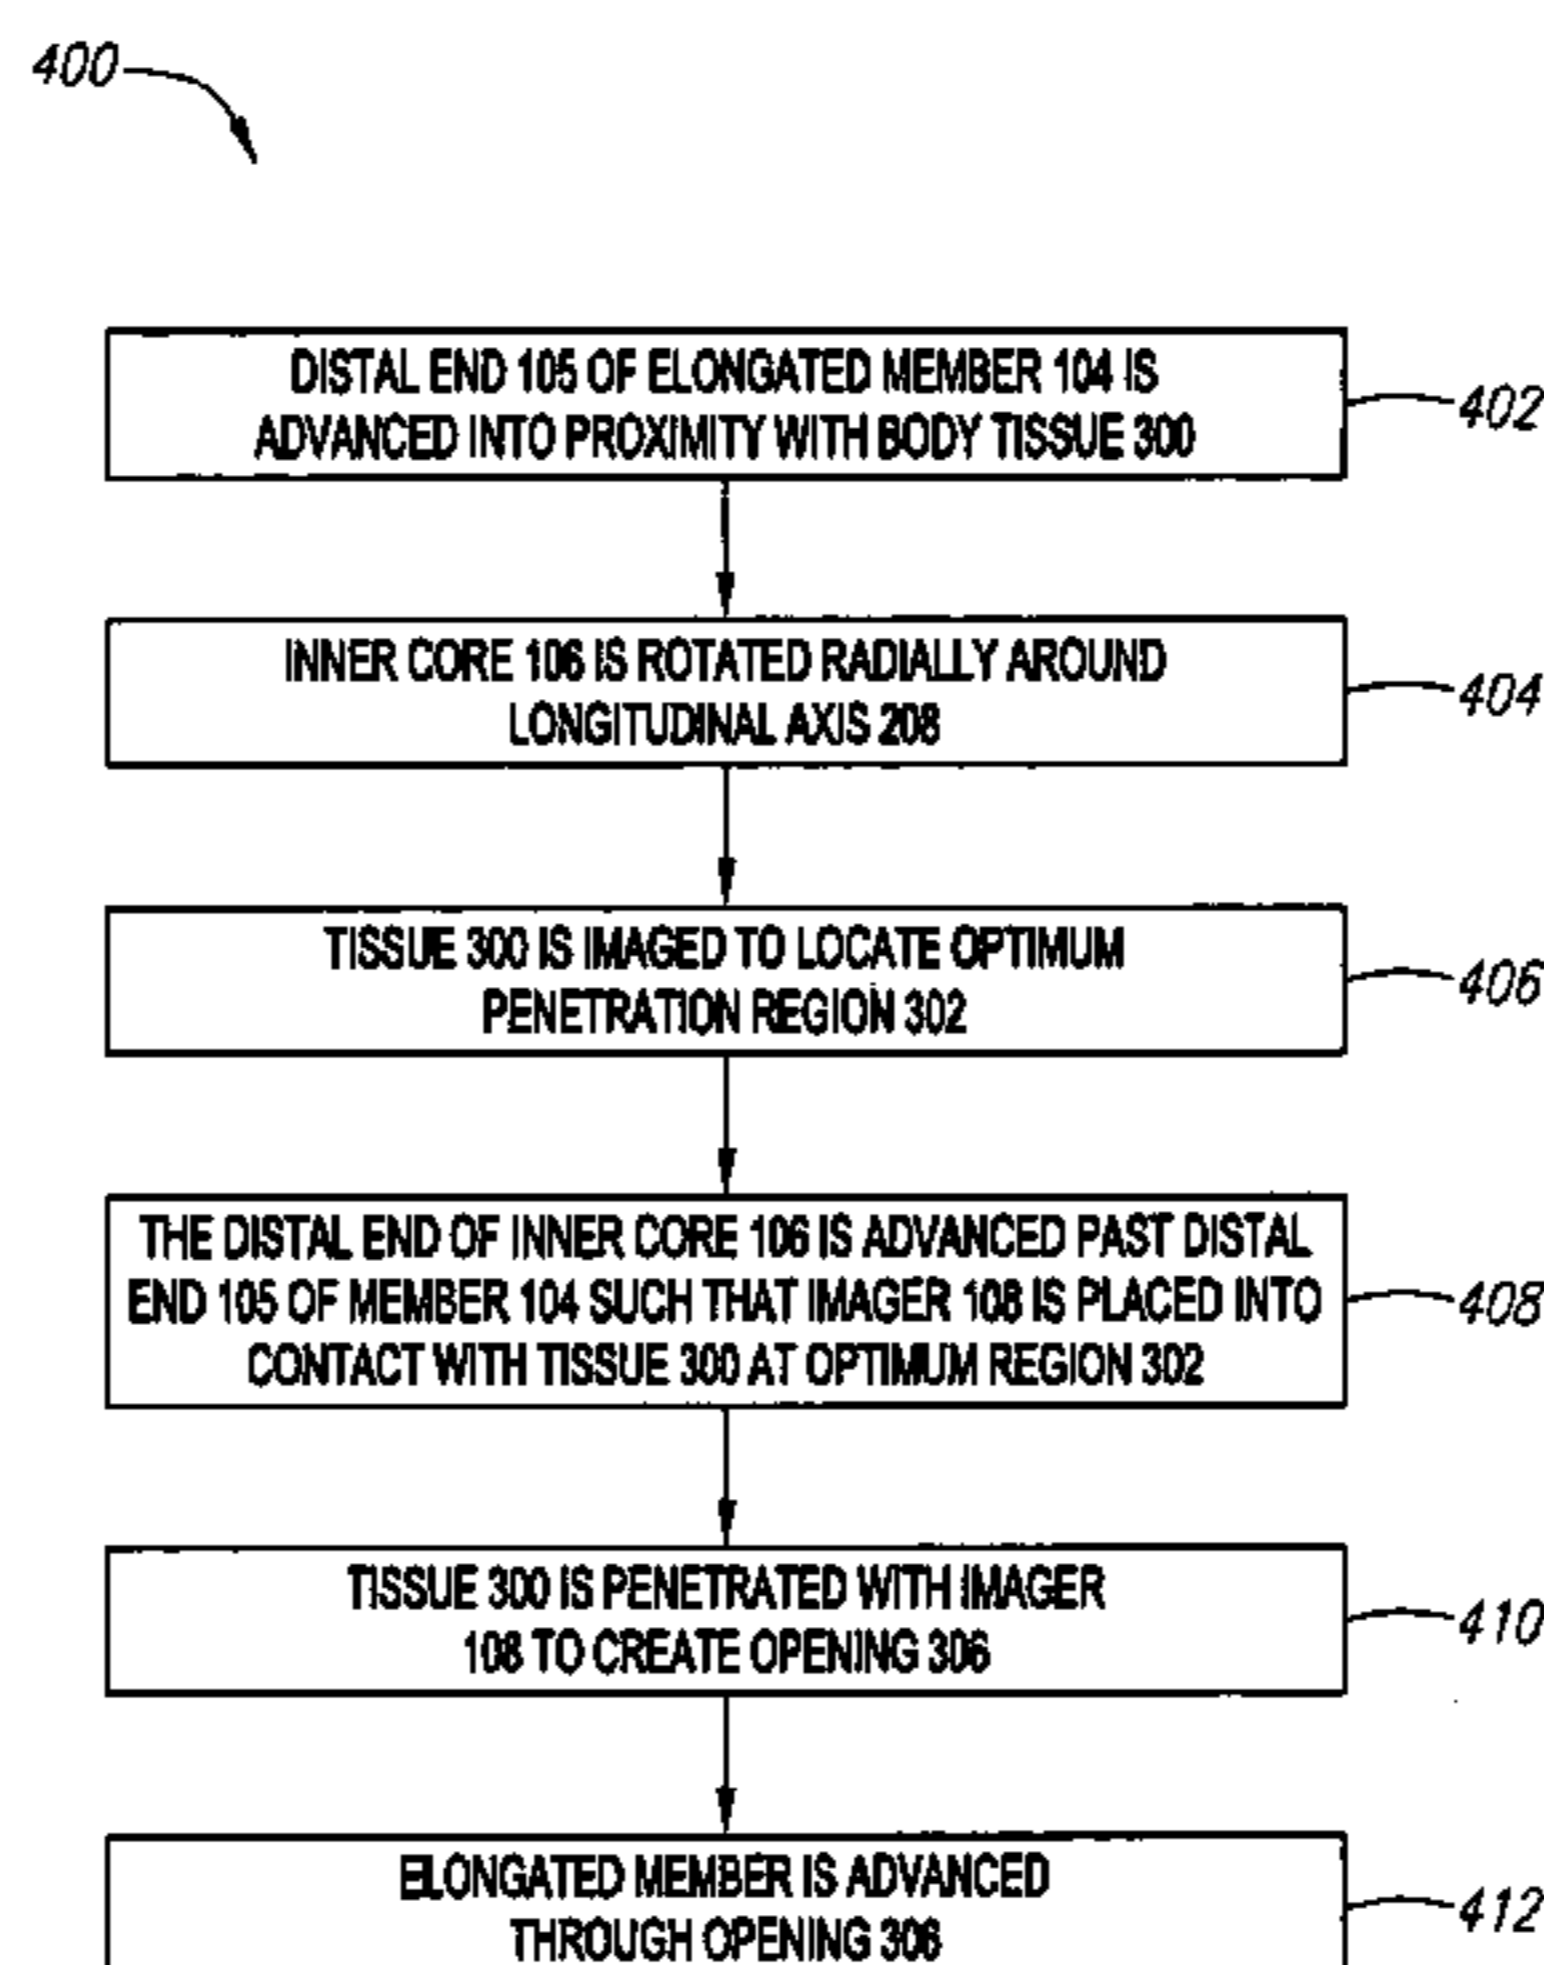 400
DISTAL END 105 OF ELONGATED MEMBER 104 IS
ADVANCED INTO PROXIMITY WITH BODY TISSUE 300
402
INNER CORE 106 IS ROTATED RADIALLY AROUND
LONGITUDINAL AXIS 208
404
TISSUE 300 IS IMAGED TO LOCATE OPTIMUM
PENETRATION REGION 302
406
THE DISTAL END OF INNER CORE 106 IS ADVANCED PAST DISTAL
END 105 OF MEMBER 104 SUCH THAT IMAGER 108 IS PLACED INTO
CONTACT WITH TISSUE 300 AT OPTIMUM REGION 302
408
TISSUE 300 IS PENETRATED WITH IMAGER
108 TO CREATE OPENING 306
410
ELONGATED MEMBER IS ADVANCED
THROUGH OPENING 306
412